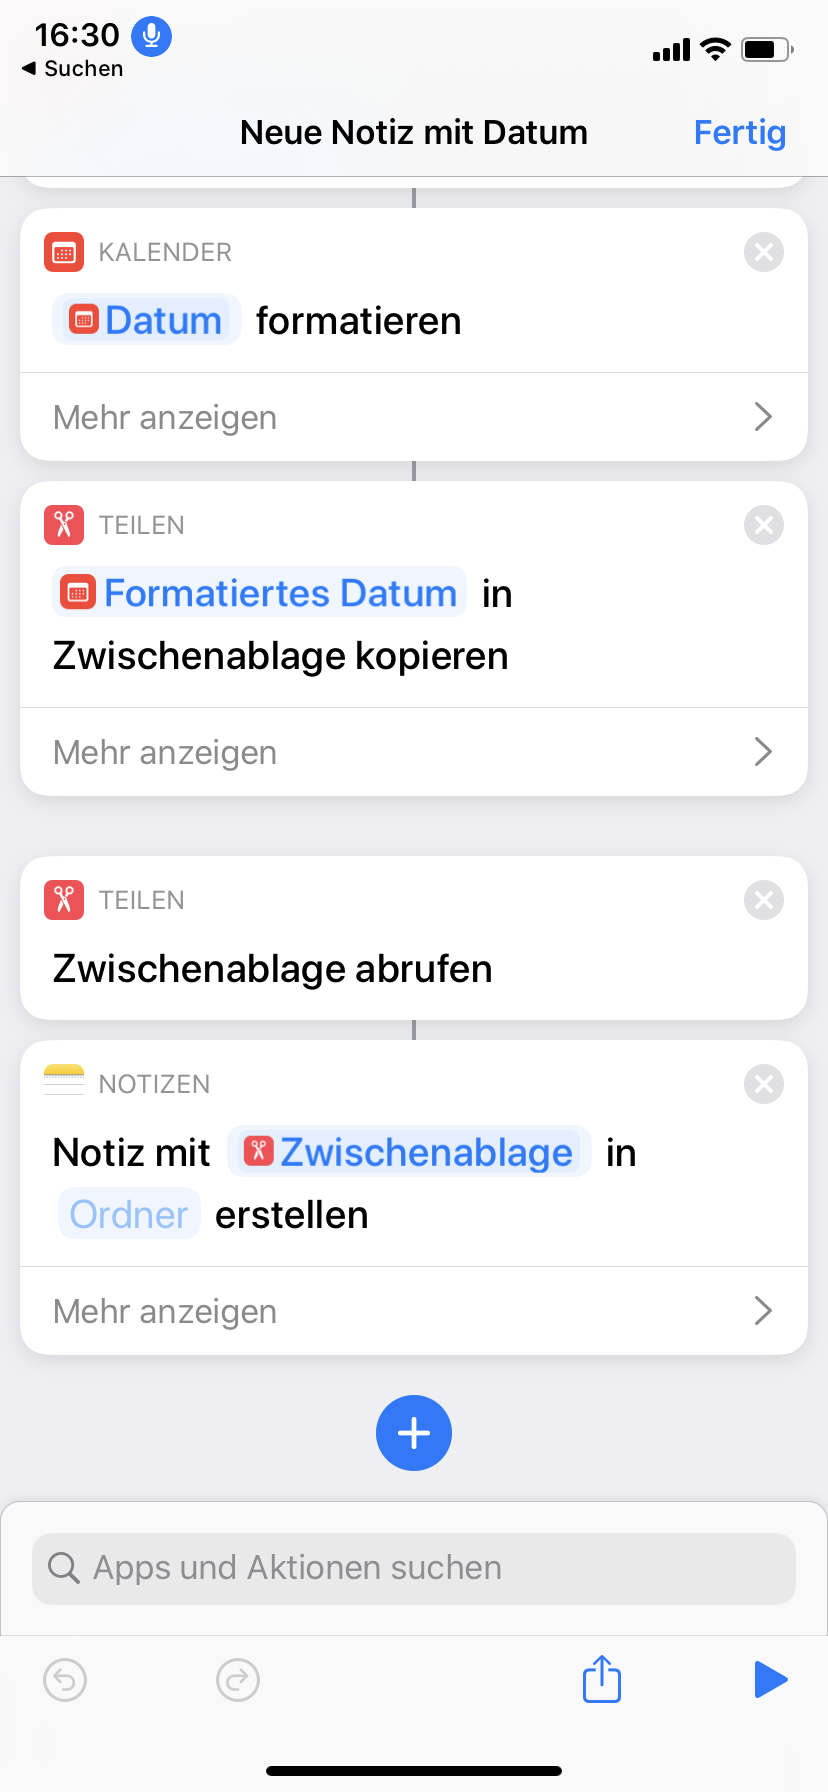 16:30
Suchen
Neue Notiz mit Datum
Fertig
KALENDER
Datum formatieren
Mehr anzeigen
TEILEN
Formatiertes Datum in
Zwischenablage kopieren
Mehr anzeigen
TEILEN
Zwischenablage abrufen
NOTIZEN
Notiz mit Zwischenablage in
Ordner erstellen
Mehr anzeigen
Apps und Aktionen suchen